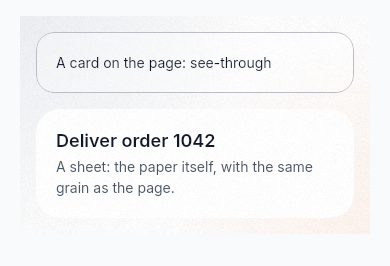 A card on the page: see-through
Deliver order 1042
A sheet: the paper itself, with the same
grain as the page.